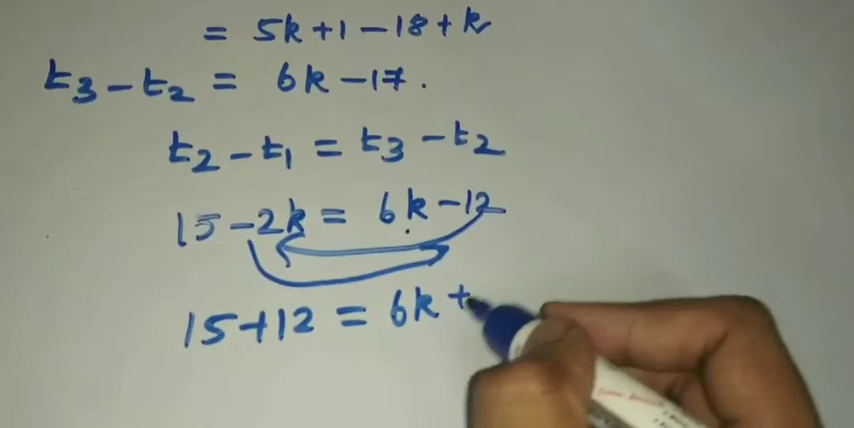 = 5k+1-18+k
t₃-t₂ = 6k-17.
t₂-t₁ = t₃-t₂
15-2k = 6k-12
15+12 = 6k+